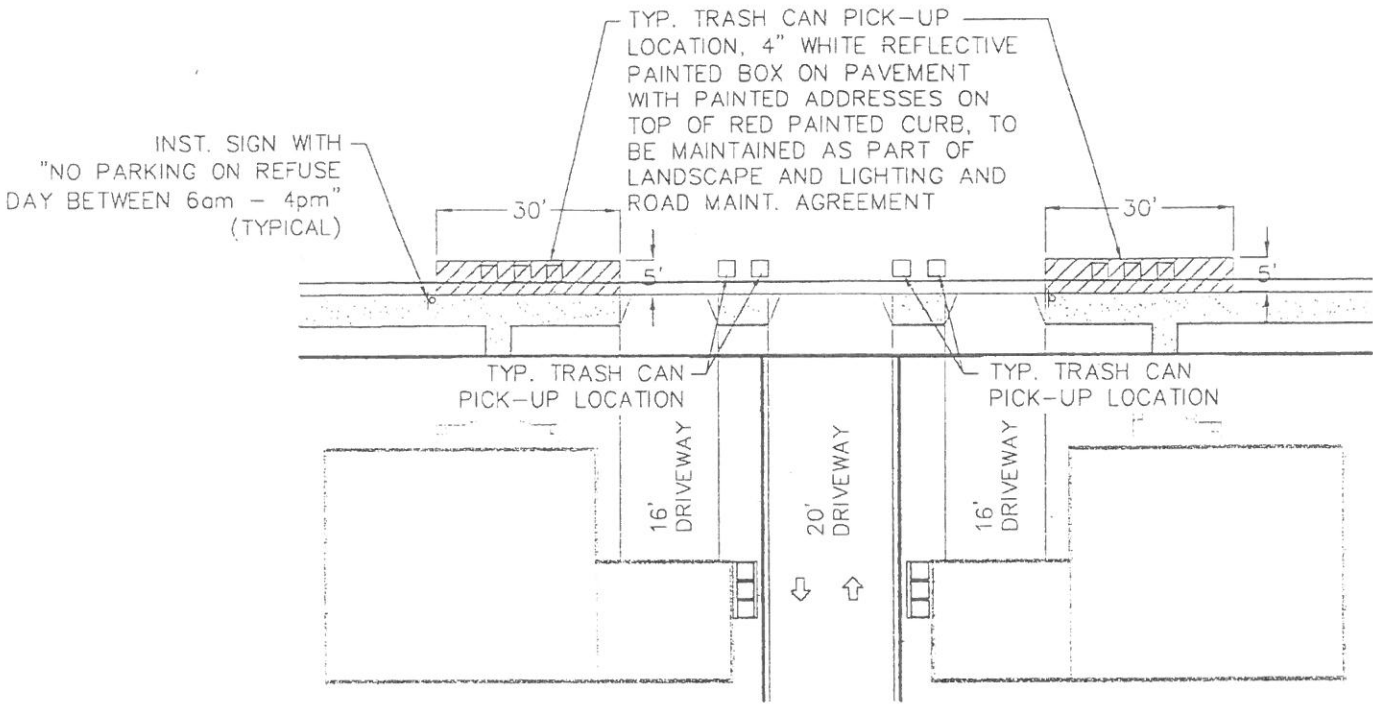 TYP. TRASH CAN PICK-UP
LOCATION, 4" WHITE REFLECTIVE
PAINTED BOX ON PAVEMENT
WITH PAINTED ADDRESSES ON
TOP OF RED PAINTED CURB, TO
BE MAINTAINED AS PART OF
LANDSCAPE AND LIGHTING AND
ROAD MAINT. AGREEMENT
INST. SIGN WITH
"NO PARKING ON REFUSE
DAY BETWEEN 6am - 4pm"
(TYPICAL)
30'
30'
5'
5'
TYP. TRASH CAN
PICK-UP LOCATION
TYP. TRASH CAN
PICK-UP LOCATION
16'
DRIVEWAY
20'
DRIVEWAY
16'
DRIVEWAY